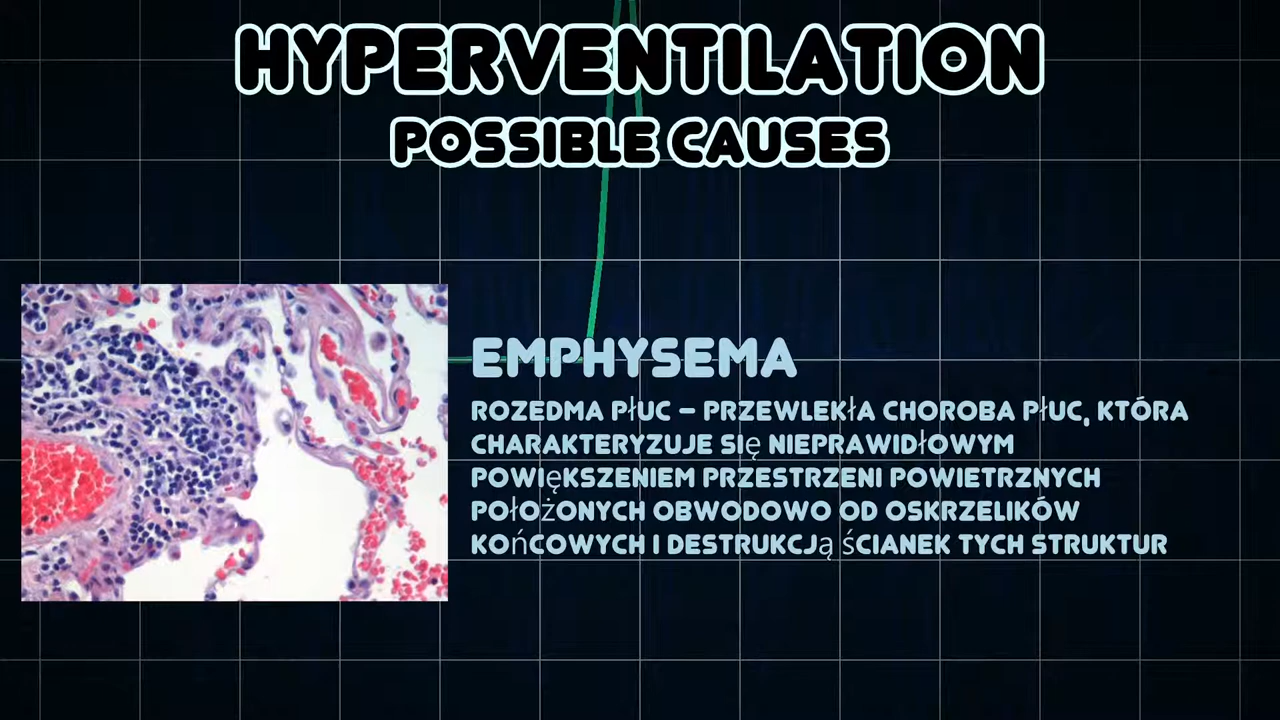 HYPERVENTILATION
POSSIBLE CAUSES
EMPHYSEMA
ROZEDMA PŁUC – PRZEWLEKŁA CHOROBA PŁUC, KTÓRA
CHARAKTERYZUJE SIĘ NIEPRAWIDŁOWYM
POWIĘKSZENIEM PRZESTRZENI POWIETRZNYCH
POŁOŻONYCH OBWODOWO OD OSKRZELIKÓW
KOŃCOWYCH I DESTRUKCJĄ ŚCIANEK TYCH STRUKTUR